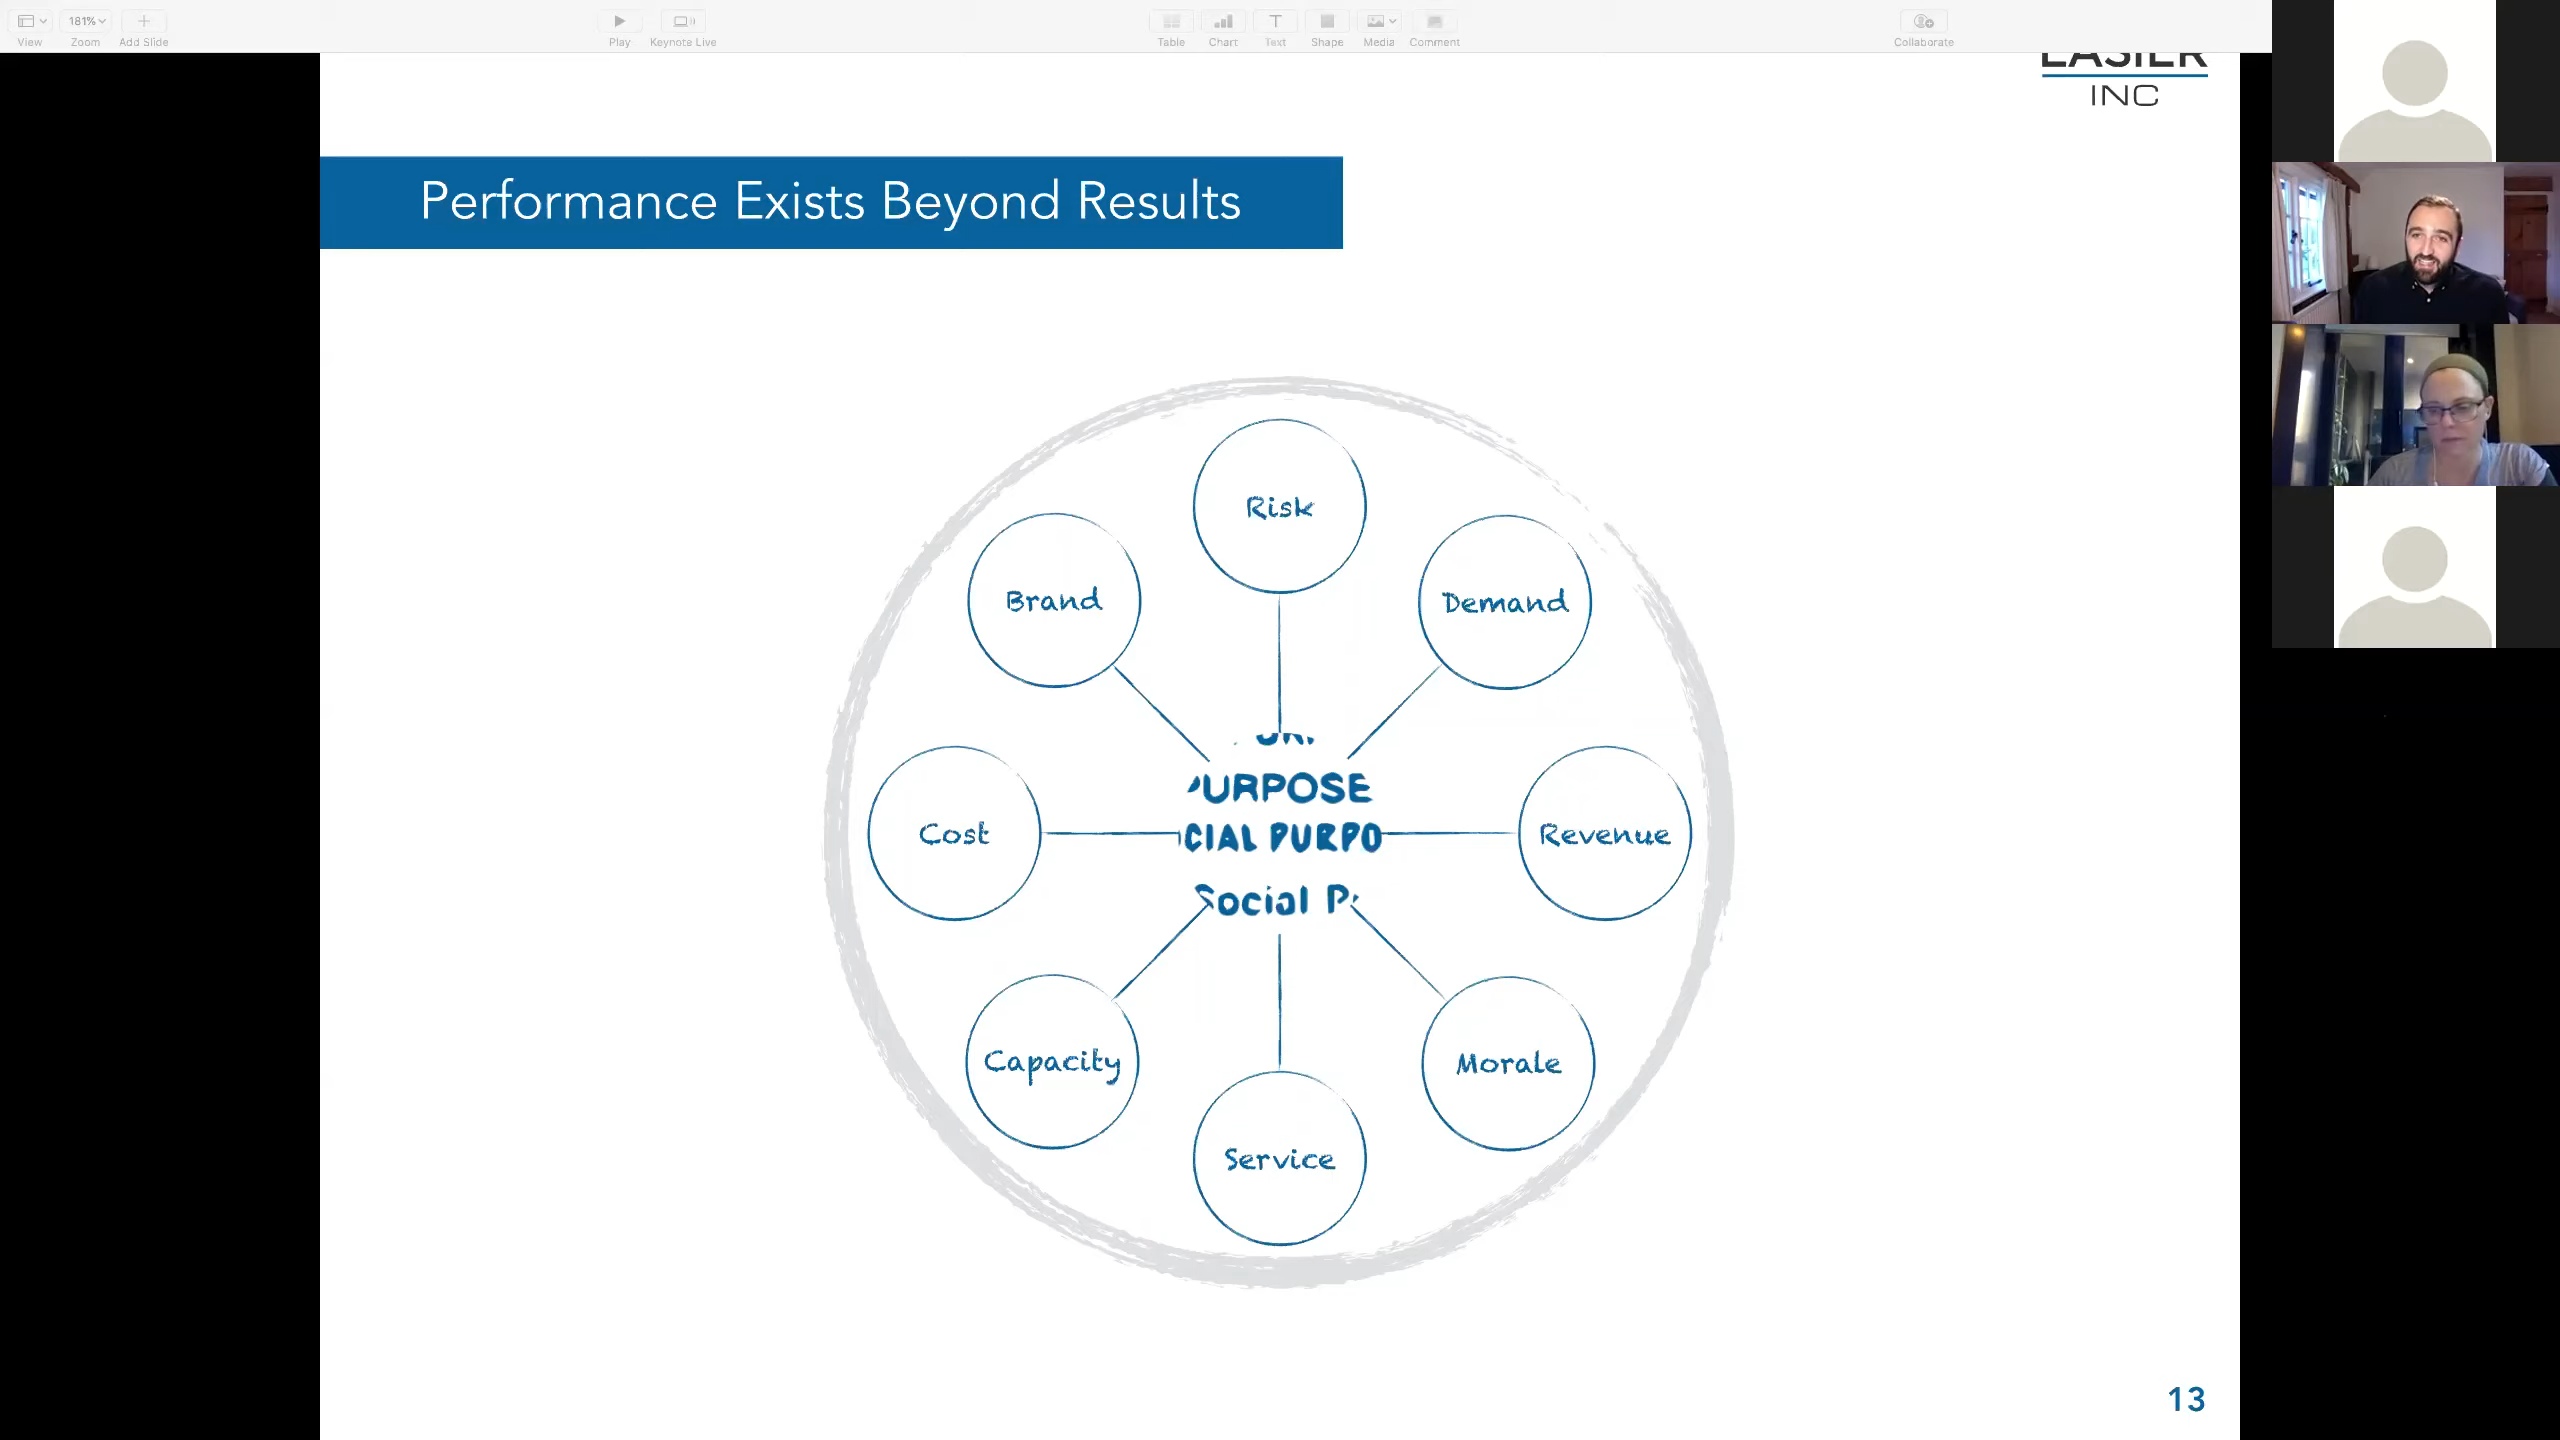 181%
View
Zoom
Add Slide
Play
Keynote Live
Table
Chart
Text
Shape
Media
Comment
Collaborate
EASIER
INC
Performance Exists Beyond Results
Risk
Brand
Demand
PURPOSE
CIAL PURPO
Social P
Cost
Revenue
Capacity
Morale
Service
13